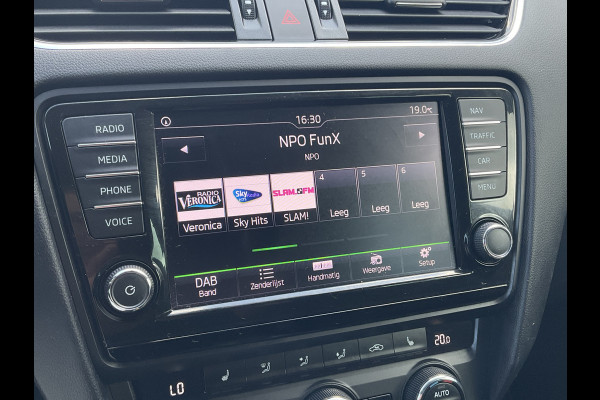 16:30
19.0°C
RADIO
MEDIA
PHONE
VOICE
NAV
TRAFFIC
CAR
MENU
NPO FunX
NPO
RADIO
VERONICA
Veronica
Sky
Sky Hits
SLAM.FM
SLAM!
4
Leeg
5
Leeg
6
Leeg
DAB
Band
Zenderlijst
Handmatig
Weergave
Setup
LO
20.0
AUTO